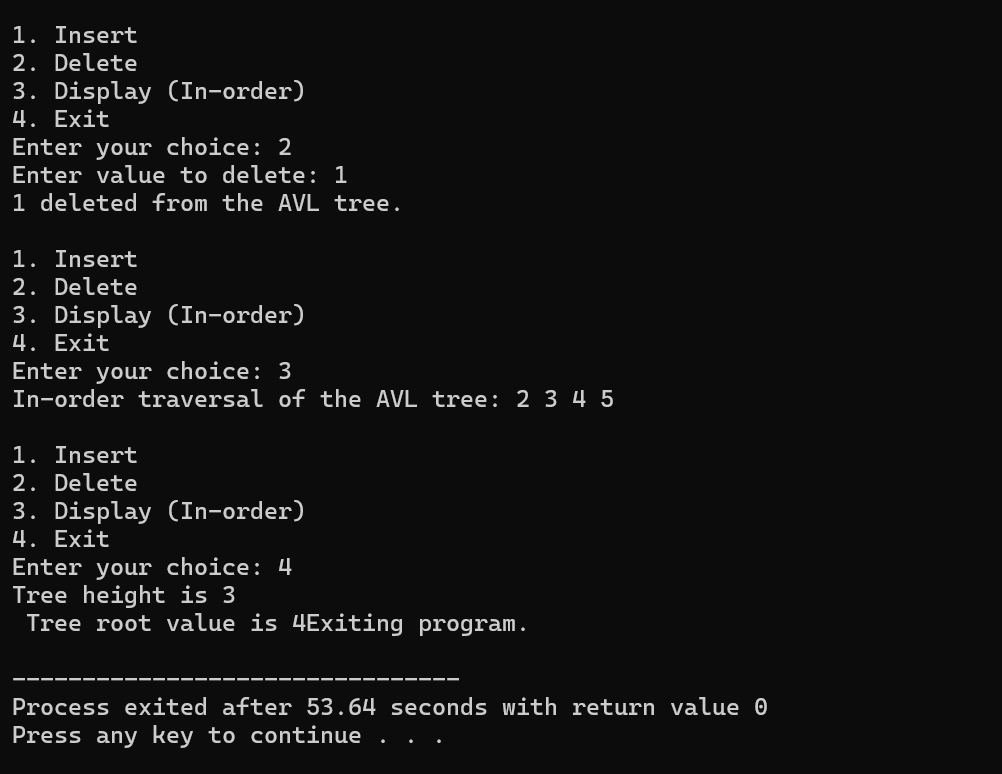 1. Insert
2. Delete
3. Display (In-order)
4. Exit
Enter your choice: 2
Enter value to delete: 1
1 deleted from the AVL tree.

1. Insert
2. Delete
3. Display (In-order)
4. Exit
Enter your choice: 3
In-order traversal of the AVL tree: 2 3 4 5

1. Insert
2. Delete
3. Display (In-order)
4. Exit
Enter your choice: 4
Tree height is 3
 Tree root value is 4Exiting program.

--------------------------------
Process exited after 53.64 seconds with return value 0
Press any key to continue . . .